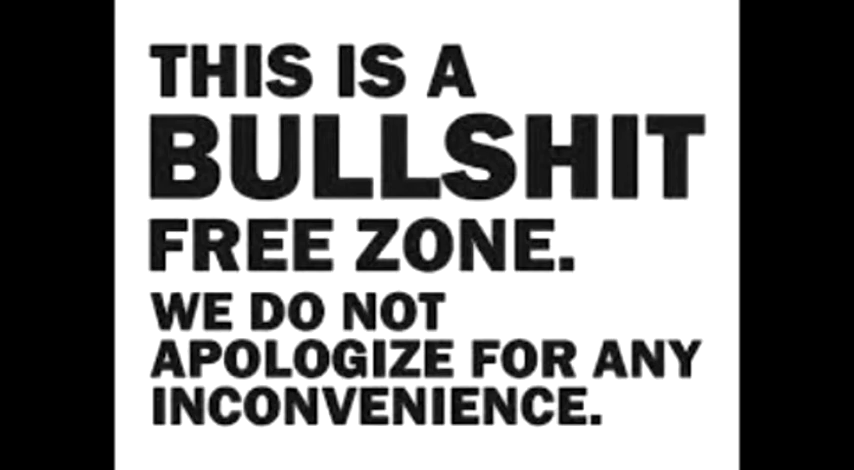 THIS IS A
BULLSHIT
FREE ZONE.
WE DO NOT
APOLOGIZE FOR ANY
INCONVENIENCE.